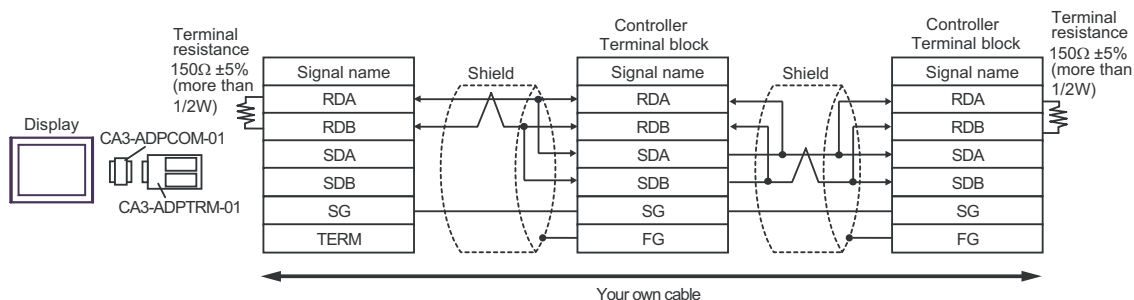 Terminal
resistance
150Ω ±5%
(more than
1/2W)
Display
CA3-ADPCOM-01
CA3-ADPTRM-01
Signal name
RDA
RDB
SDA
SDB
SG
TERM
Shield
Controller
Terminal block
Signal name
RDA
RDB
SDA
SDB
SG
FG
Shield
Controller
Terminal block
Signal name
RDA
RDB
SDA
SDB
SG
FG
Terminal
resistance
150Ω ±5%
(more than
1/2W)
Your own cable